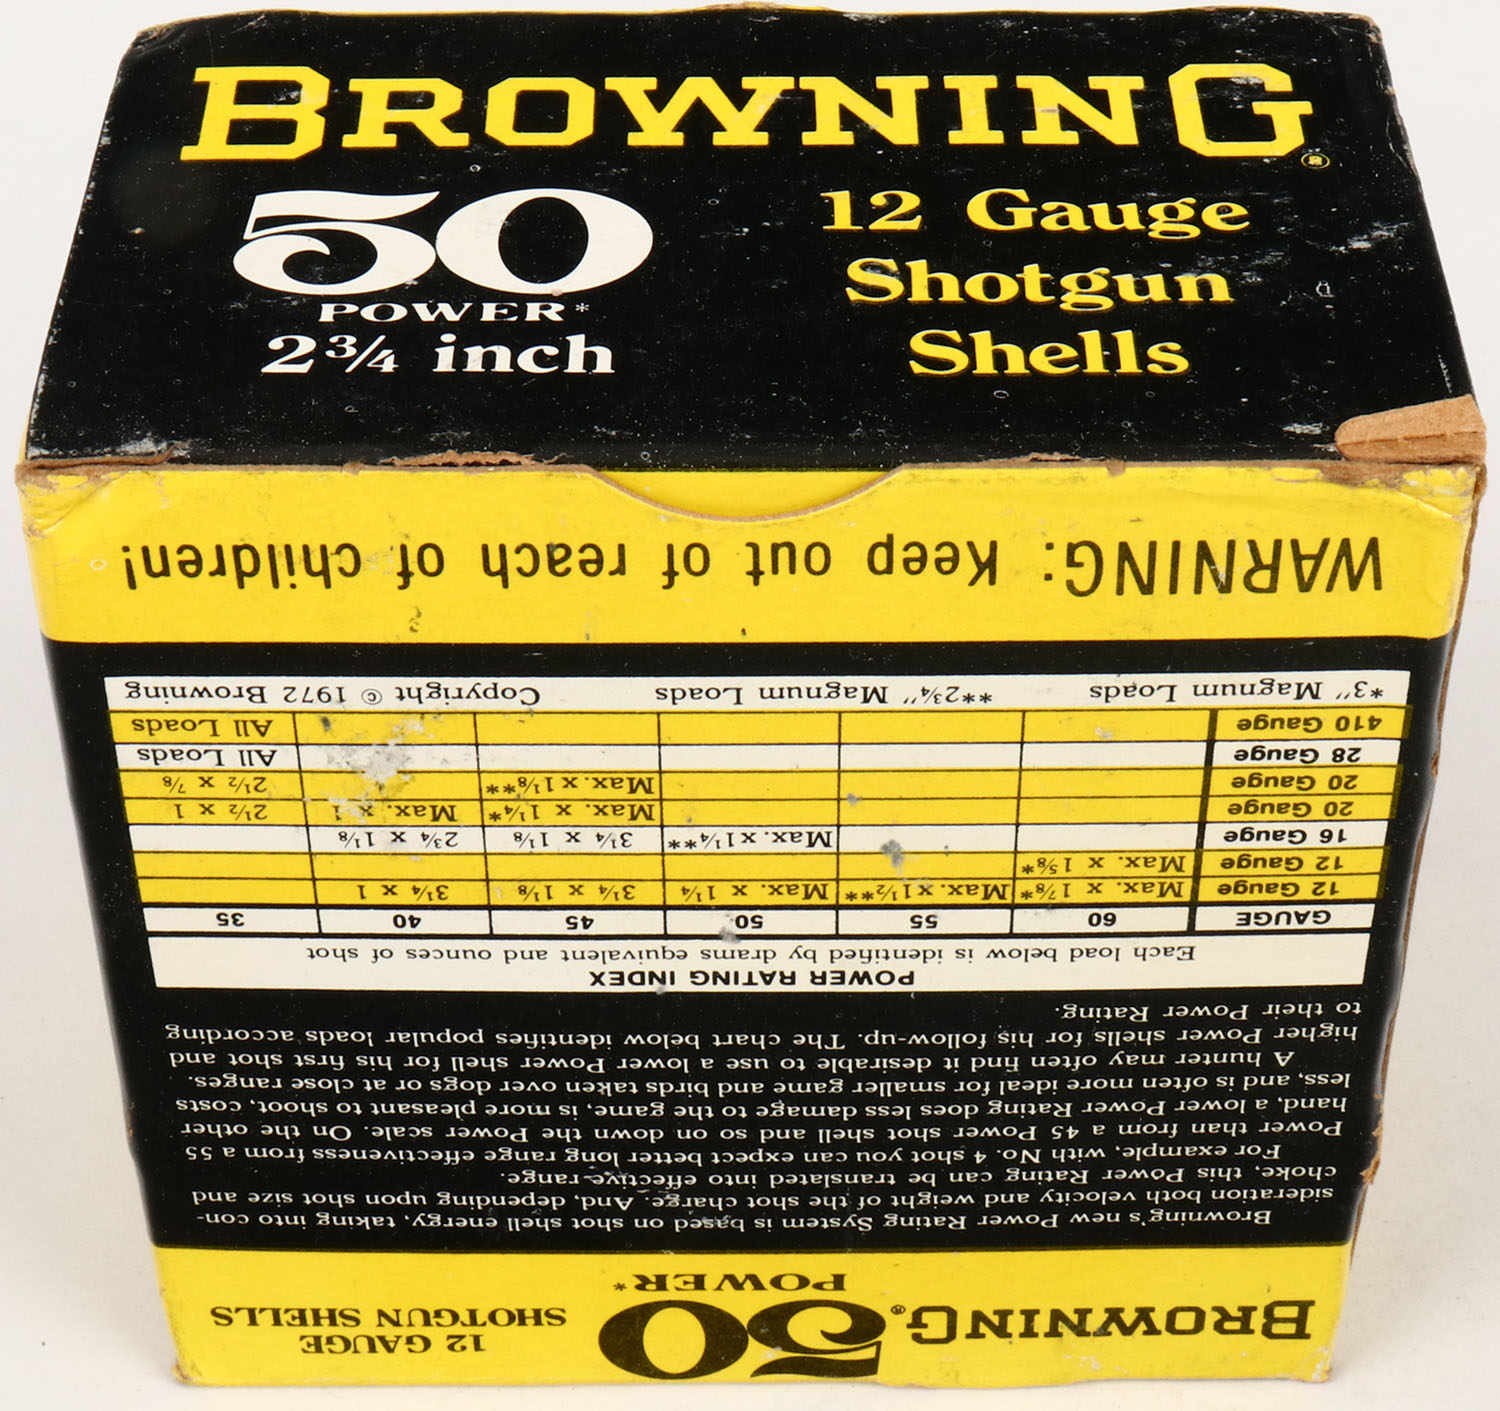 BROWNING®
50
POWER*
2¾ inch
12 Gauge
Shotgun
Shells
BROWNING® 50 POWER*
12 GAUGE
SHOTGUN SHELLS
Browning's new Power Rating System is based on shot shell energy, taking into con-
sideration both velocity and weight of the shot charge. And, depending upon shot size and
choke, this Power Rating can be translated into effective range.
For example, with No. 4 shot you can expect better long range effectiveness from a 55
Power than from a 45 Power shot shell and so on down the Power scale. On the other
hand, a lower Power Rating does less damage to the game, is more pleasant to shoot, costs
less, and is often more ideal for smaller game and birds taken over dogs or at close ranges.
A hunter may often find it desirable to use a lower Power shell for his first shot and
higher Power shells for his follow-up. The chart below identifies popular loads according
to their Power Rating.
POWER RATING INDEX
Each load below is identified by drams equivalent and ounces of shot
GAUGE 60 55 50 45 40 35
12 Gauge Max. x 1⅞* Max.x1½** Max. x 1¼ 3¼ x 1⅛ 3¼ x 1
12 Gauge Max. x 1⅝*
16 Gauge Max.x1¼** 3¼ x 1⅛ 2¾ x 1⅛
20 Gauge Max. x 1¼* Max. x 1 2½ x 1
20 Gauge Max.x1⅛** 2½ x ⅞
28 Gauge All Loads
410 Gauge All Loads
*3" Magnum Loads **2¾" Magnum Loads Copyright © 1972 Browning
WARNING: Keep out of reach of children!